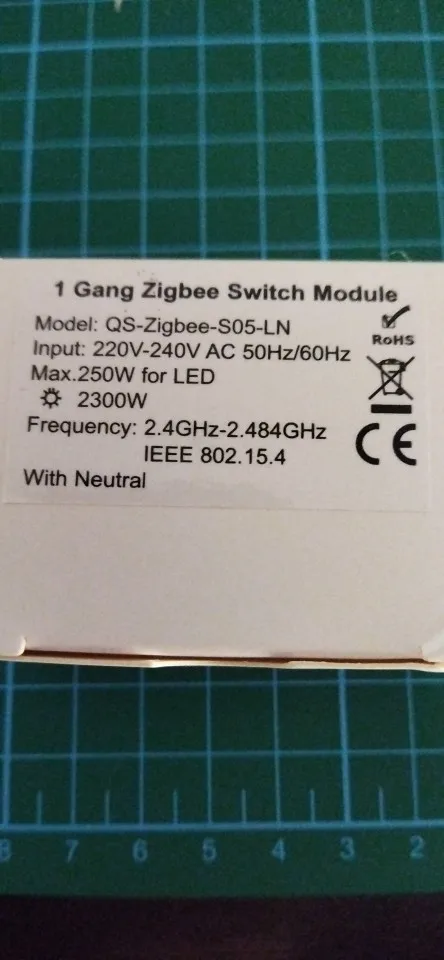 1 Gang Zigbee Switch Module
Model: QS-Zigbee-S05-LN
Input: 220V-240V AC 50Hz/60Hz
RoHS
Max.250W for LED
2300W
Frequency: 2.4GHz-2.484GHz
CE
IEEE 802.15.4
With Neutral
8 7 6 5 4 3 2